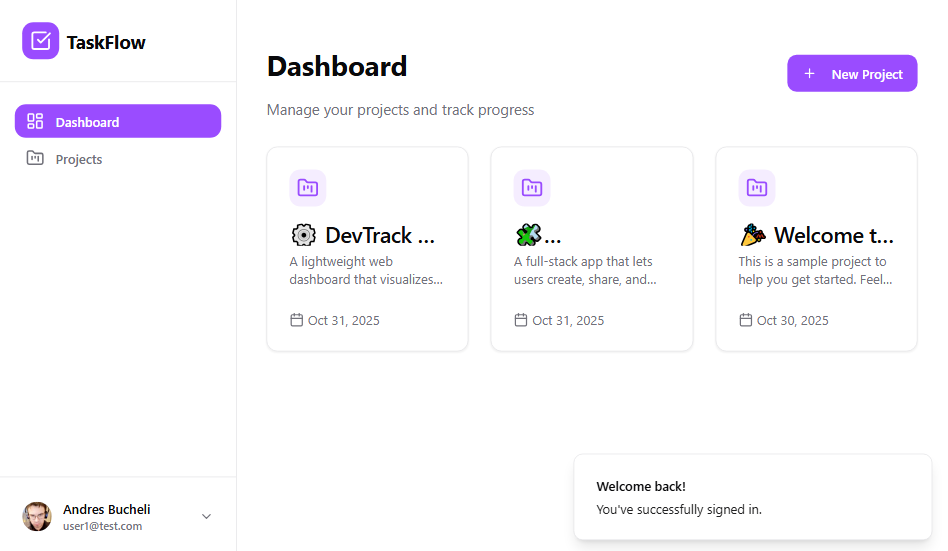 TaskFlow
Dashboard
Projects
Andres Bucheli
user1@test.com
Dashboard
Manage your projects and track progress
+ New Project
⚙️ DevTrack ...
A lightweight web
dashboard that visualizes...
Oct 31, 2025
🧩 ...
A full-stack app that lets
users create, share, and...
Oct 31, 2025
🎉 Welcome t...
This is a sample project to
help you get started. Feel...
Oct 30, 2025
Welcome back!
You've successfully signed in.